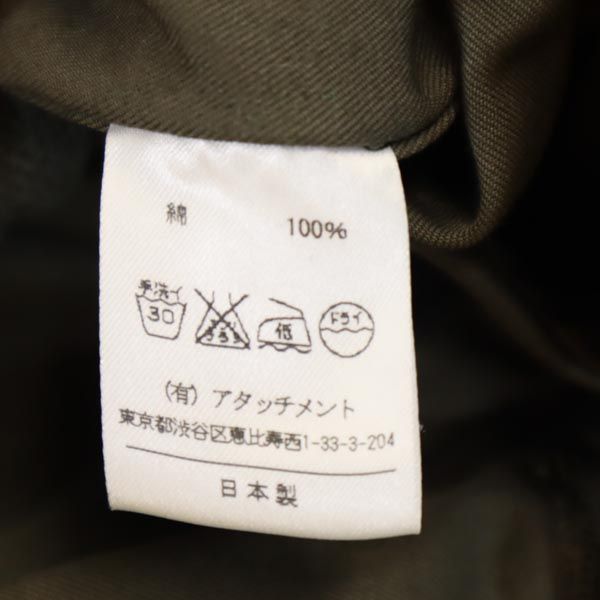 綿 100%
手洗イ
30 エンソサラシ 低 ドライ
(有) アタッチメント
東京都渋谷区恵比寿西1-33-3-204
日本製